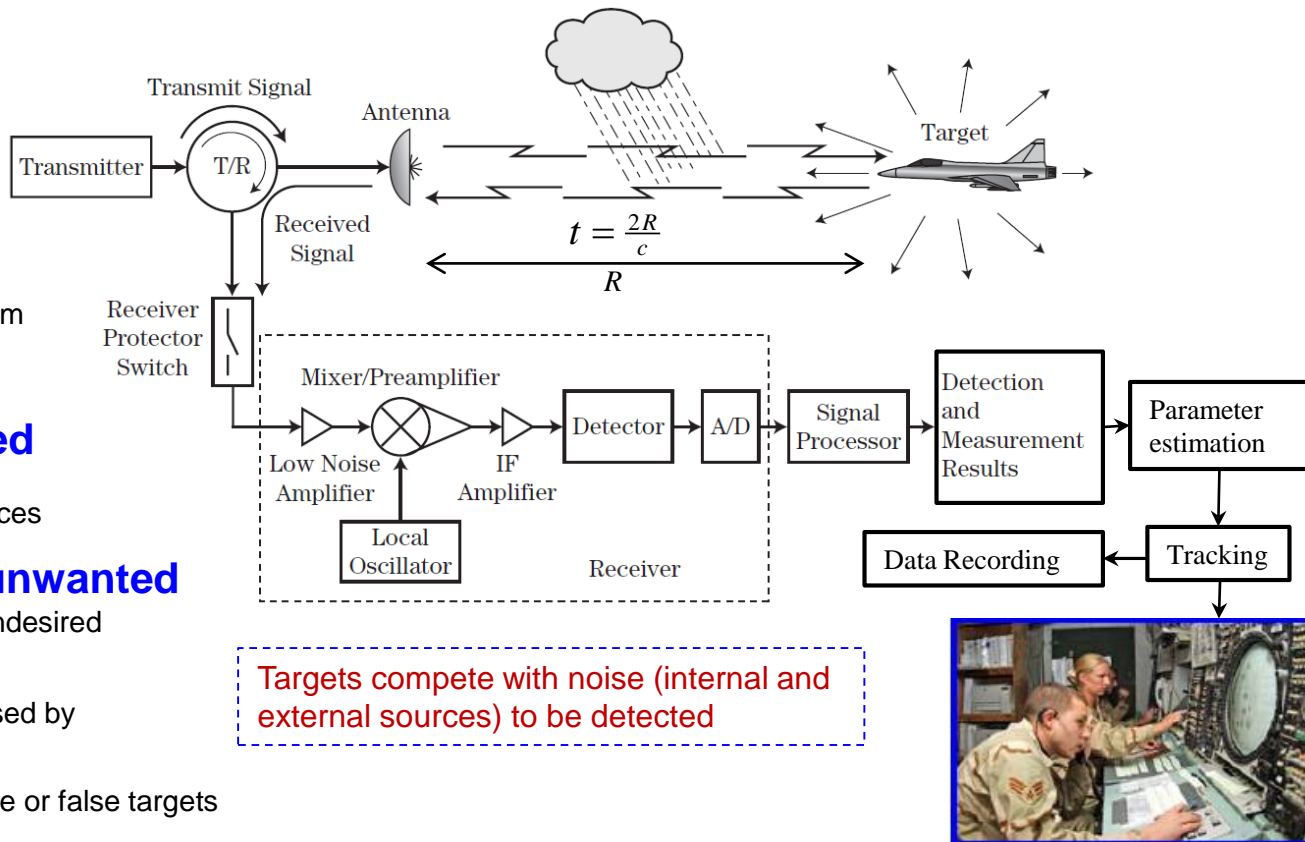 Transmit Signal
Antenna
Transmitter
T/R
Target
Received
Signal
t = 2R/c
R
Receiver
Protector
Switch
m
Mixer/Preamplifier
Low Noise
Amplifier
IF
Amplifier
Detector
A/D
Local
Oscillator
Receiver
Signal
Processor
Detection
and
Measurement
Results
Parameter
estimation
Data Recording
Tracking
ed
ces
unwanted
ndesired
sed by
e or false targets
Targets compete with noise (internal and
external sources) to be detected